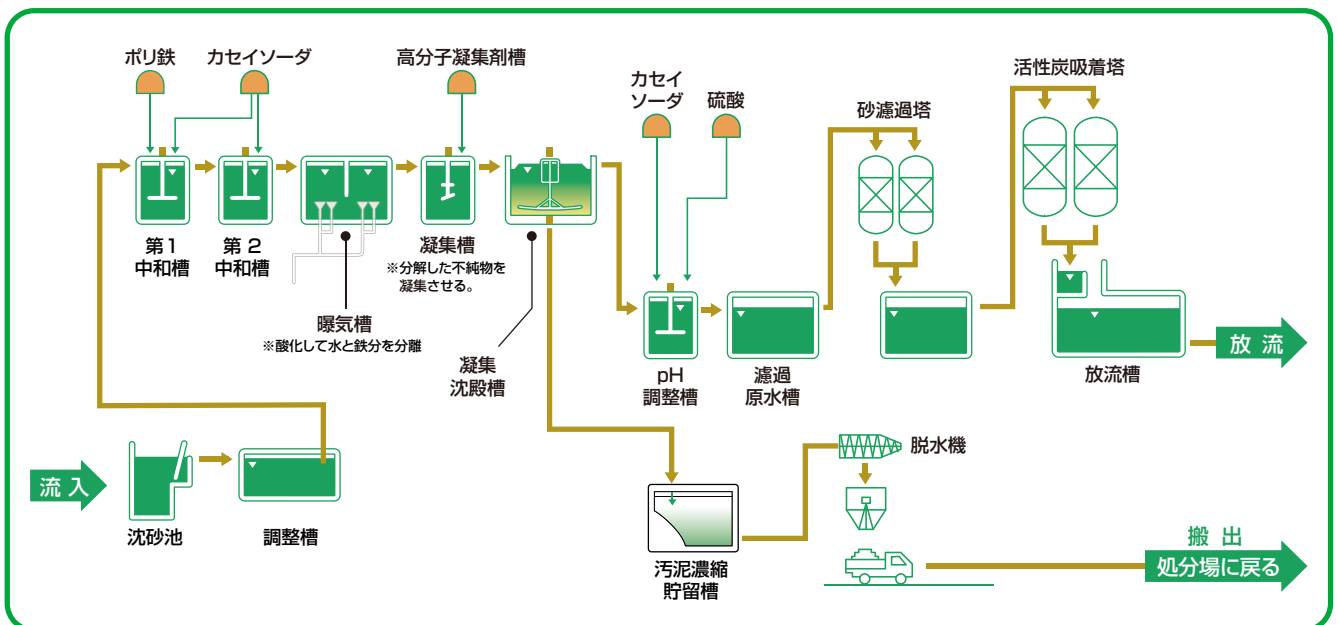 ポリ鉄
カセイソーダ
高分子凝集剤槽
カセイ
ソーダ
硫酸
砂濾過塔
活性炭吸着塔
第1
中和槽
第2
中和槽
曝気槽
※酸化して水と鉄分を分離
凝集槽
※分解した不純物を
凝集させる。
凝集
沈殿槽
pH
調整槽
濾過
原水槽
放流槽
放流
流入
沈砂池
調整槽
汚泥濃縮
貯留槽
脱水機
搬出
処分場に戻る